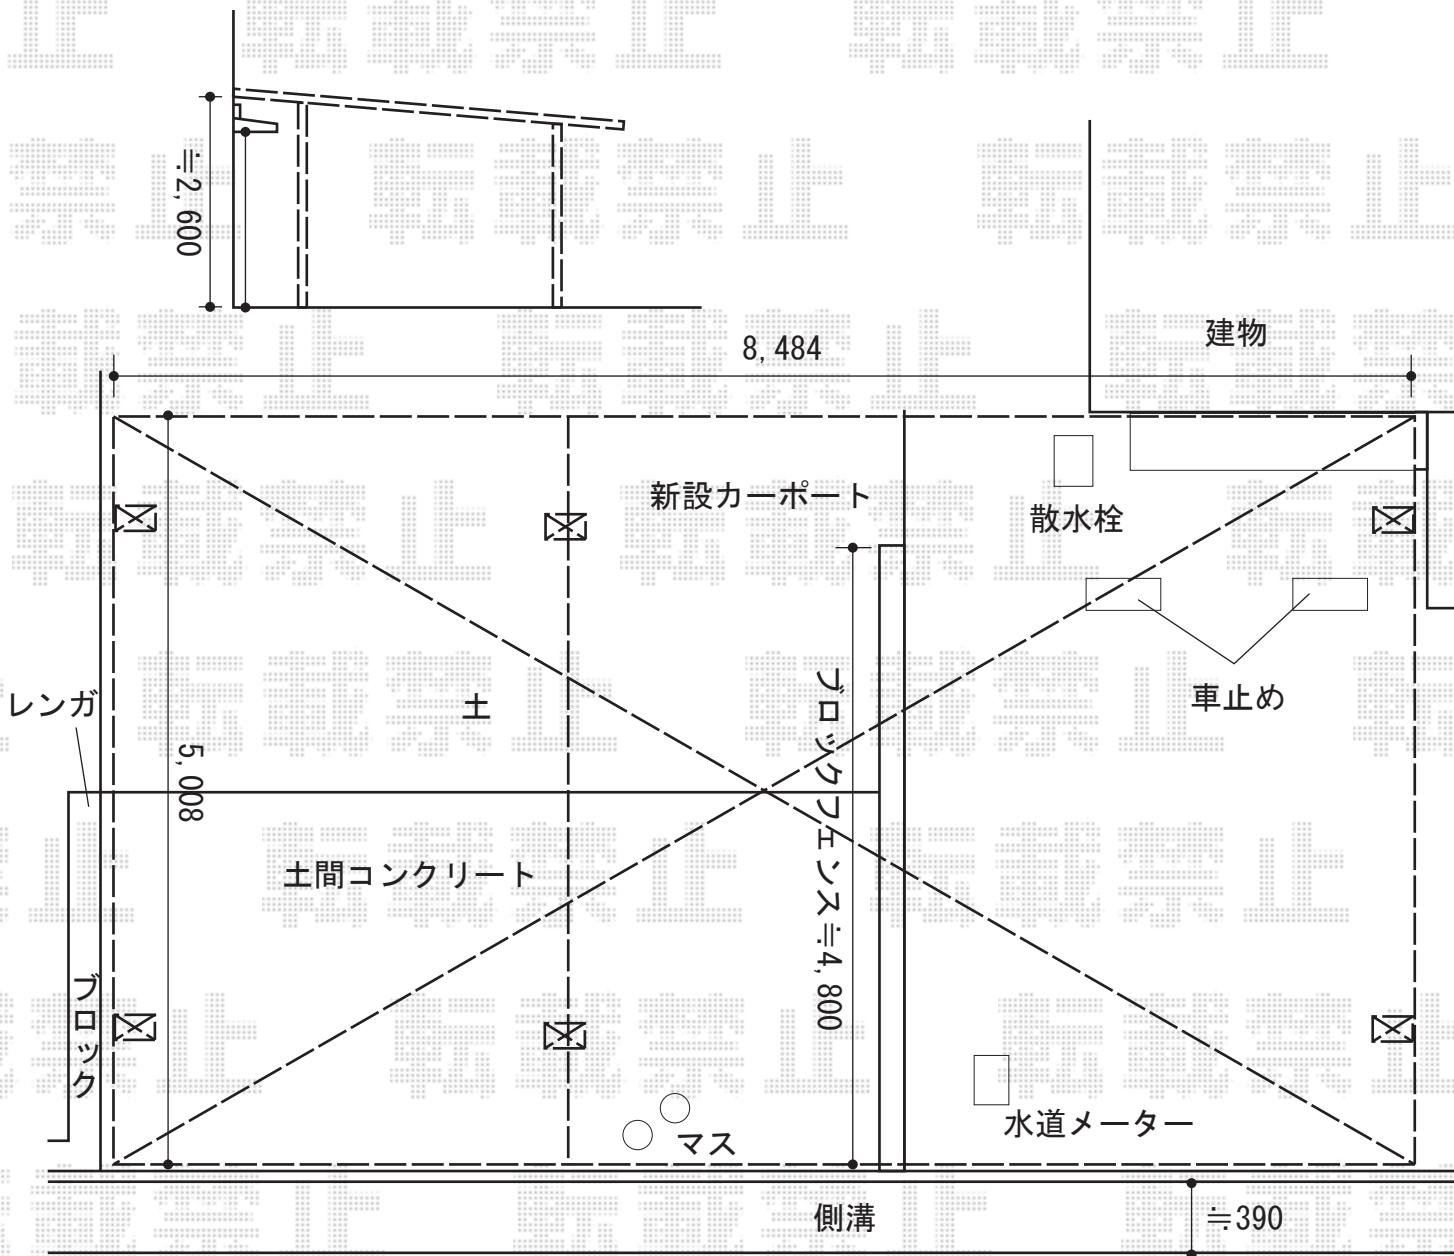 転載禁止
≒2,600
8,484
建物
新設カーポート
散水栓
車止め
レンガ
土
5,008
ブロックフェンス≒4,800
土間コンクリート
ブロック
水道メーター
マス
側溝
≒390